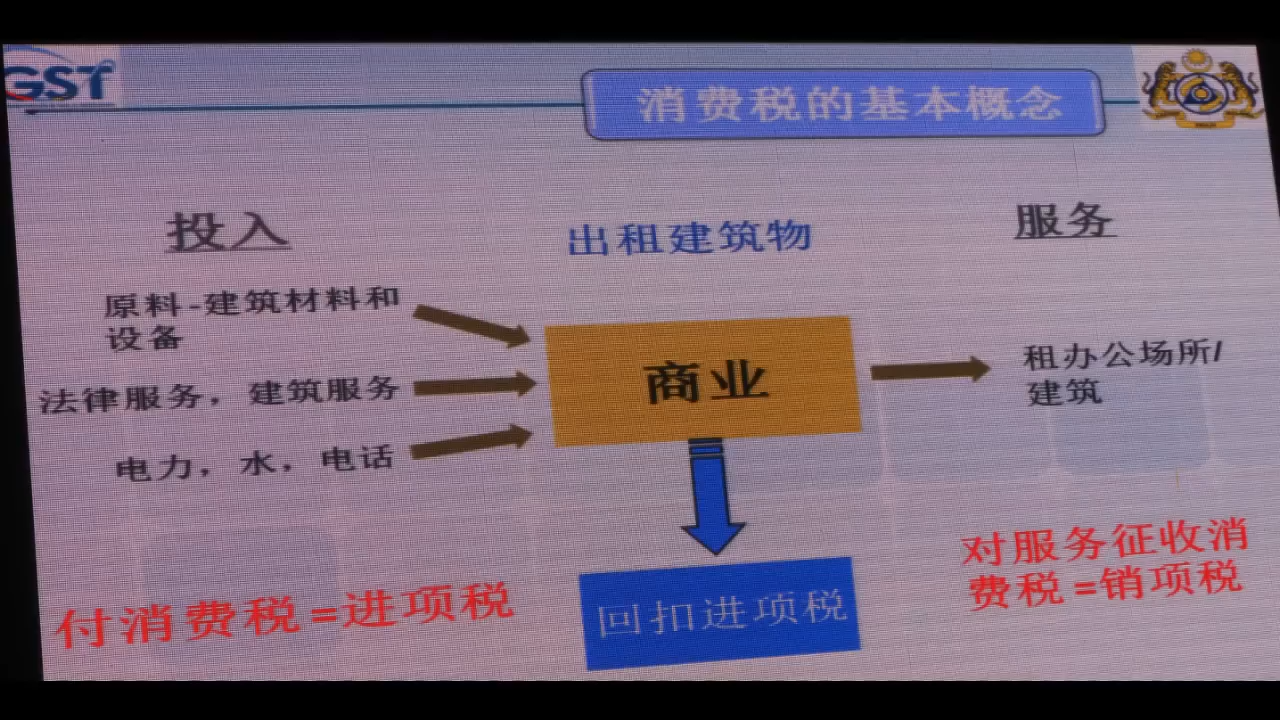 GST
消费税的基本概念
投入
出租建筑物
服务
原料-建筑材料和
设备
法律服务，建筑服务
电力，水，电话
商业
租办公场所/
建筑
付消费税=进项税
回扣进项税
对服务征收消
费税=销项税